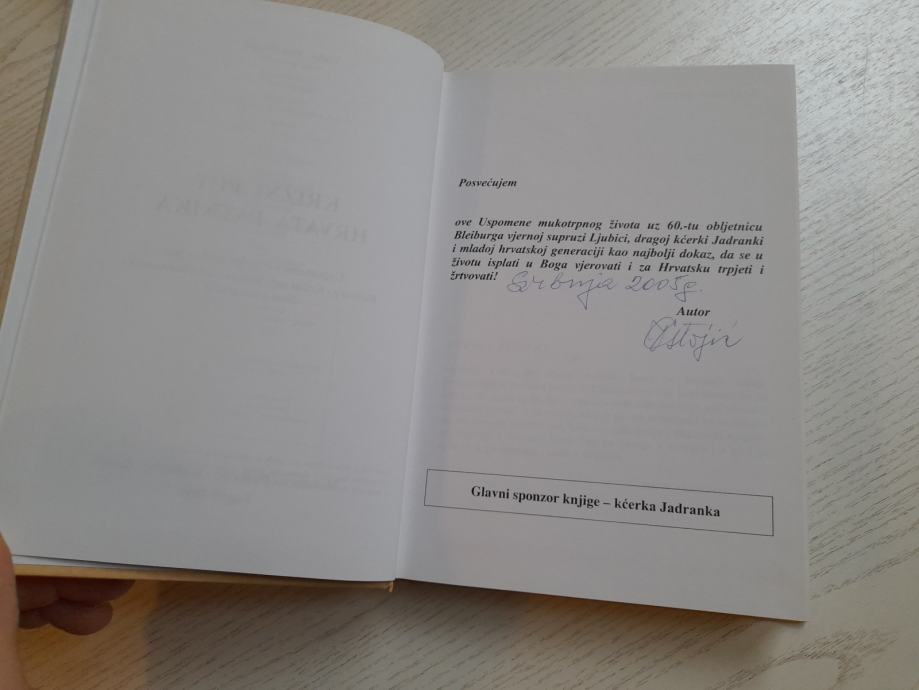 Posvećujem
ove Uspomene mukotrpnog života uz 60.-tu obljetnicu
Bleiburga vjernoj supruzi Ljubici, dragoj kćerki Jadranki
i mladoj hrvatskoj generaciji kao najbolji dokaz, da se u
životu isplati u Boga vjerovati i za Hrvatsku trpjeti i
žrtvovati!
2005g.
Autor
Glavni sponzor knjige – kćerka Jadranka